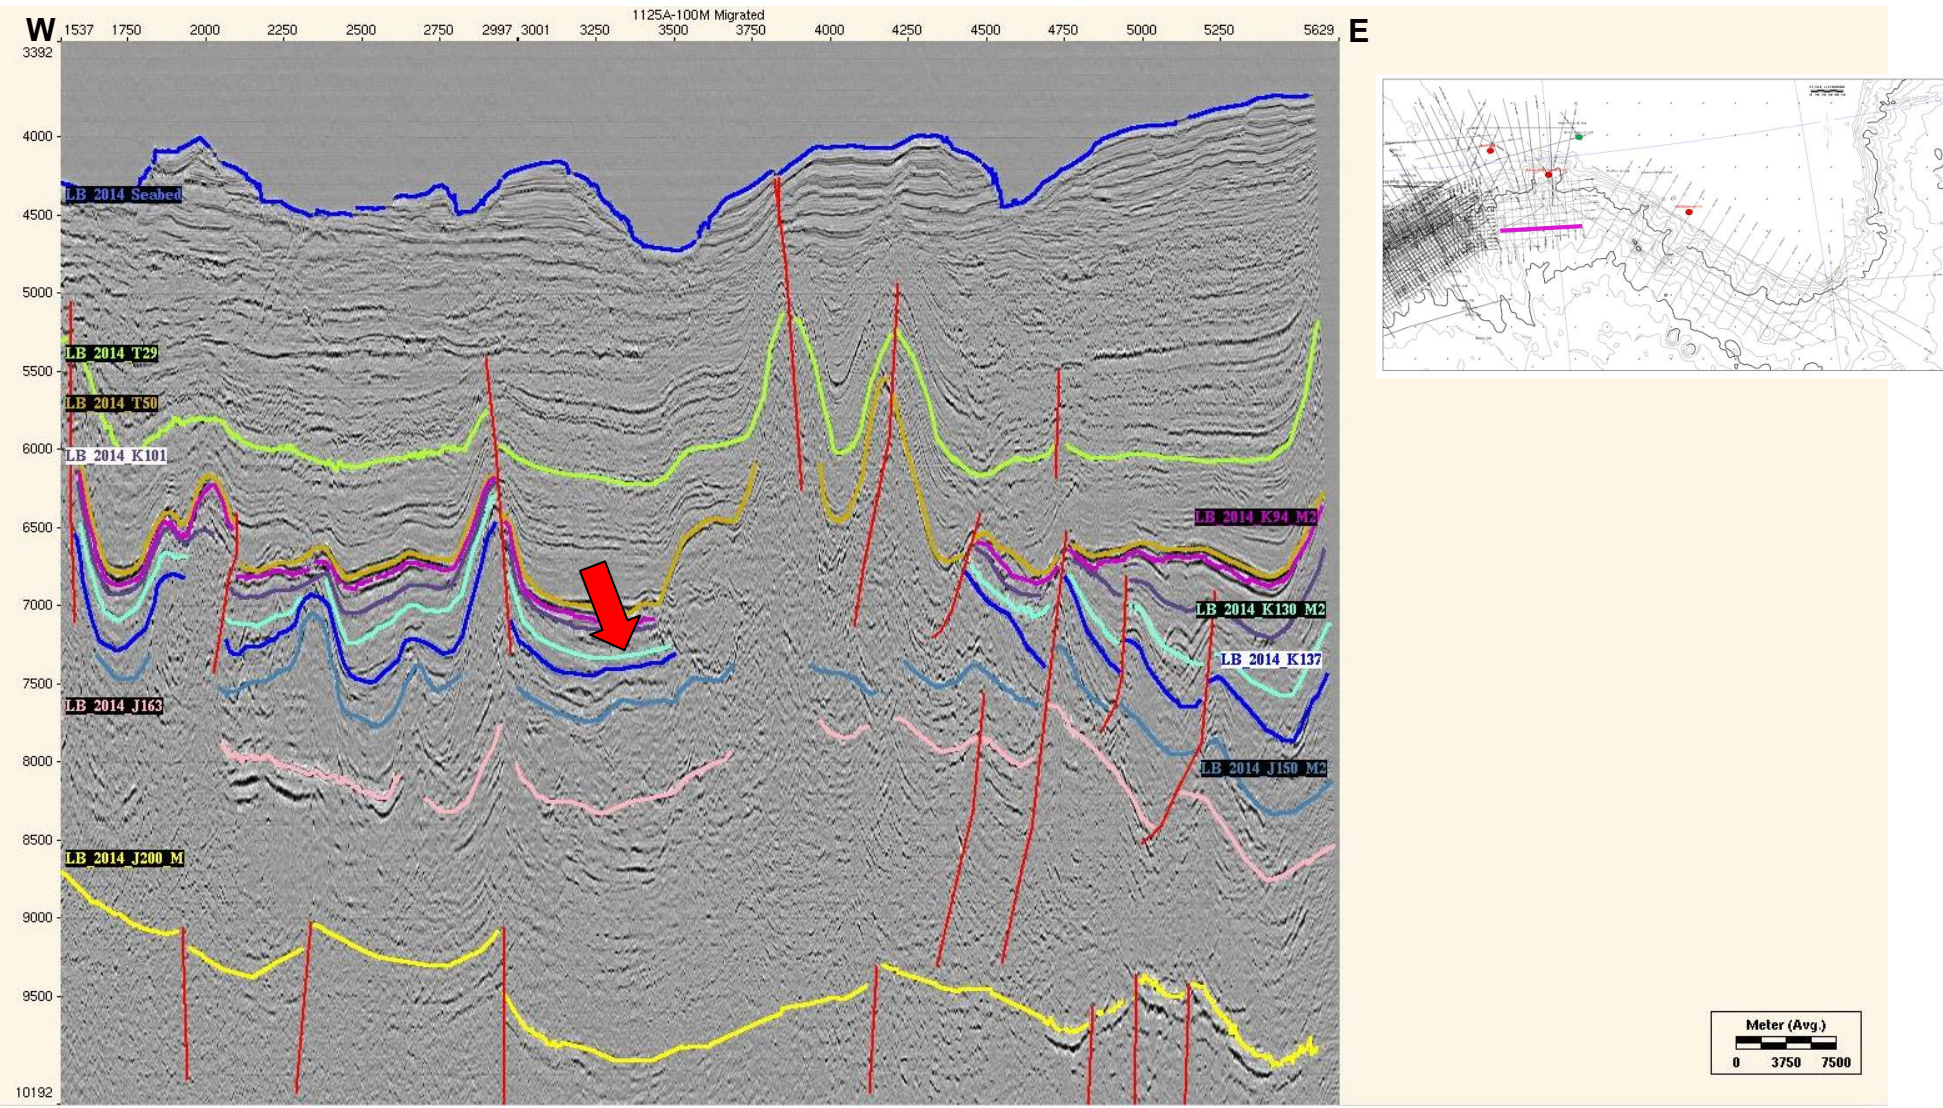 1125A-100M Migrated
W 1537 1750 2000 2250 2500 2750 2997 3001 3250 3500 3750 4000 4250 4500 4750 5000 5250 5629 E
3392
4000
LB_2014_Seabed
4500
5000
LB_2014_T29
5500
LB_2014_T50
6000
LB_2014_K101
6500
LB_2014_K94_M2
7000
LB_2014_K130_M2
LB_2014_K137
7500
LB_2014_J163
8000
LB_2014_J150_M2
8500
LB_2014_J200_M
9000
9500
10192
Meter (Avg.)
0 3750 7500